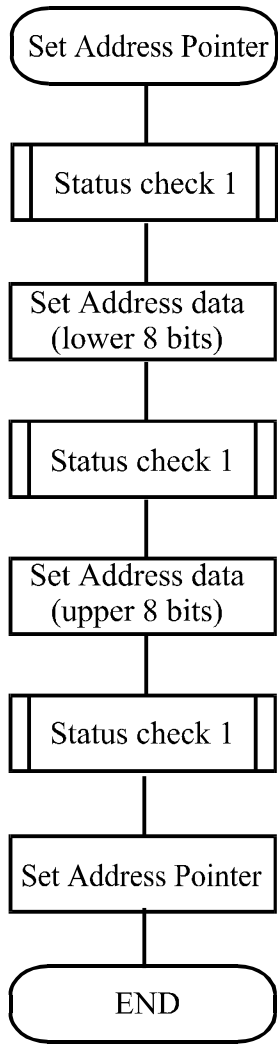 Set Address Pointer
Status check 1
Set Address data
(lower 8 bits)
Status check 1
Set Address data
(upper 8 bits)
Status check 1
Set Address Pointer
END